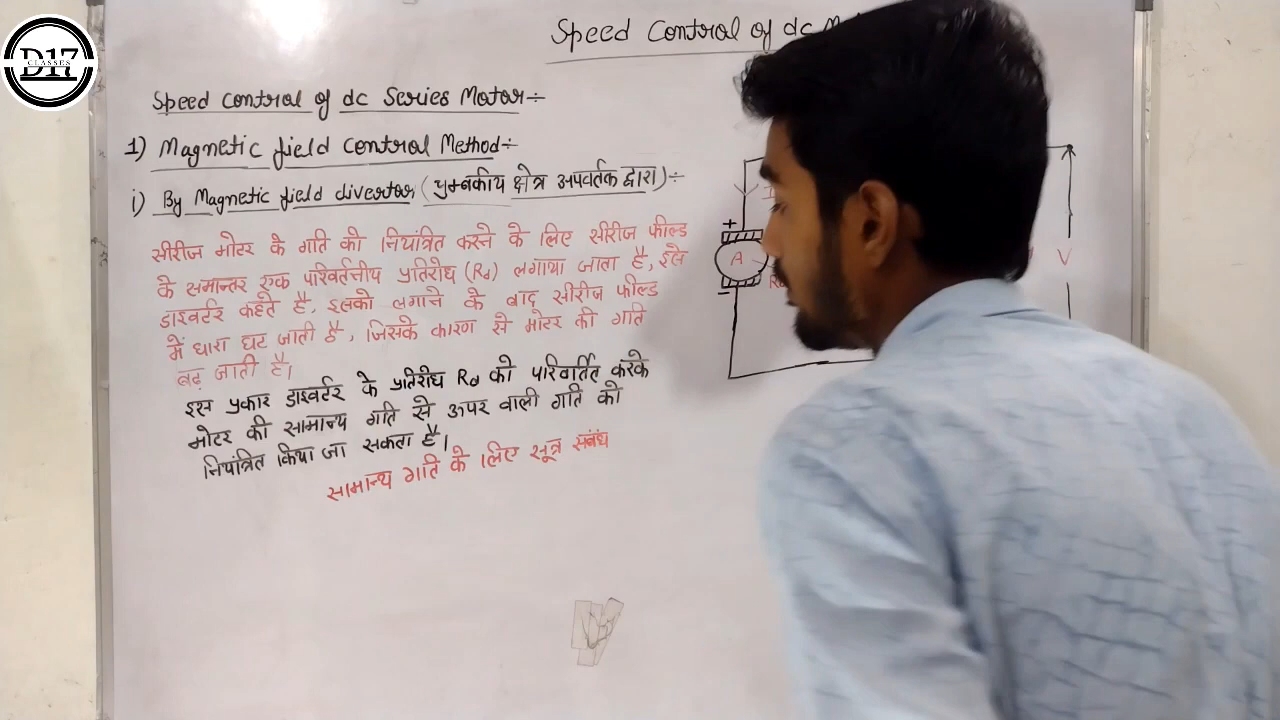 D17
CLASSES
Speed Control of dc M
Speed Control of dc Series Motor÷
1) Magnetic field Control Method÷
i) By Magnetic field divertor (चुम्बकीय क्षेत्र अपवर्तक द्वारा)÷
सीरीज मोटर के गति को नियंत्रित करने के लिए सीरीज फील्ड
के समान्तर एक परिवर्तनीय प्रतिरोध (Rd) लगाया जाता है, इसे
डाइवर्टर कहते है, इसको लगाने के बाद सीरीज फील्ड
में धारा घट जाती है, जिसके कारण से मोटर की गति
बढ़ जाती है।
इस प्रकार डाइवर्टर के प्रतिरोध Rd को परिवर्तित करके
मोटर की सामान्य गति से ऊपर वाली गति को
नियंत्रित किया जा सकता है।
सामान्य गति के लिए सूत्र संबंध
I
+
A
R
-
V